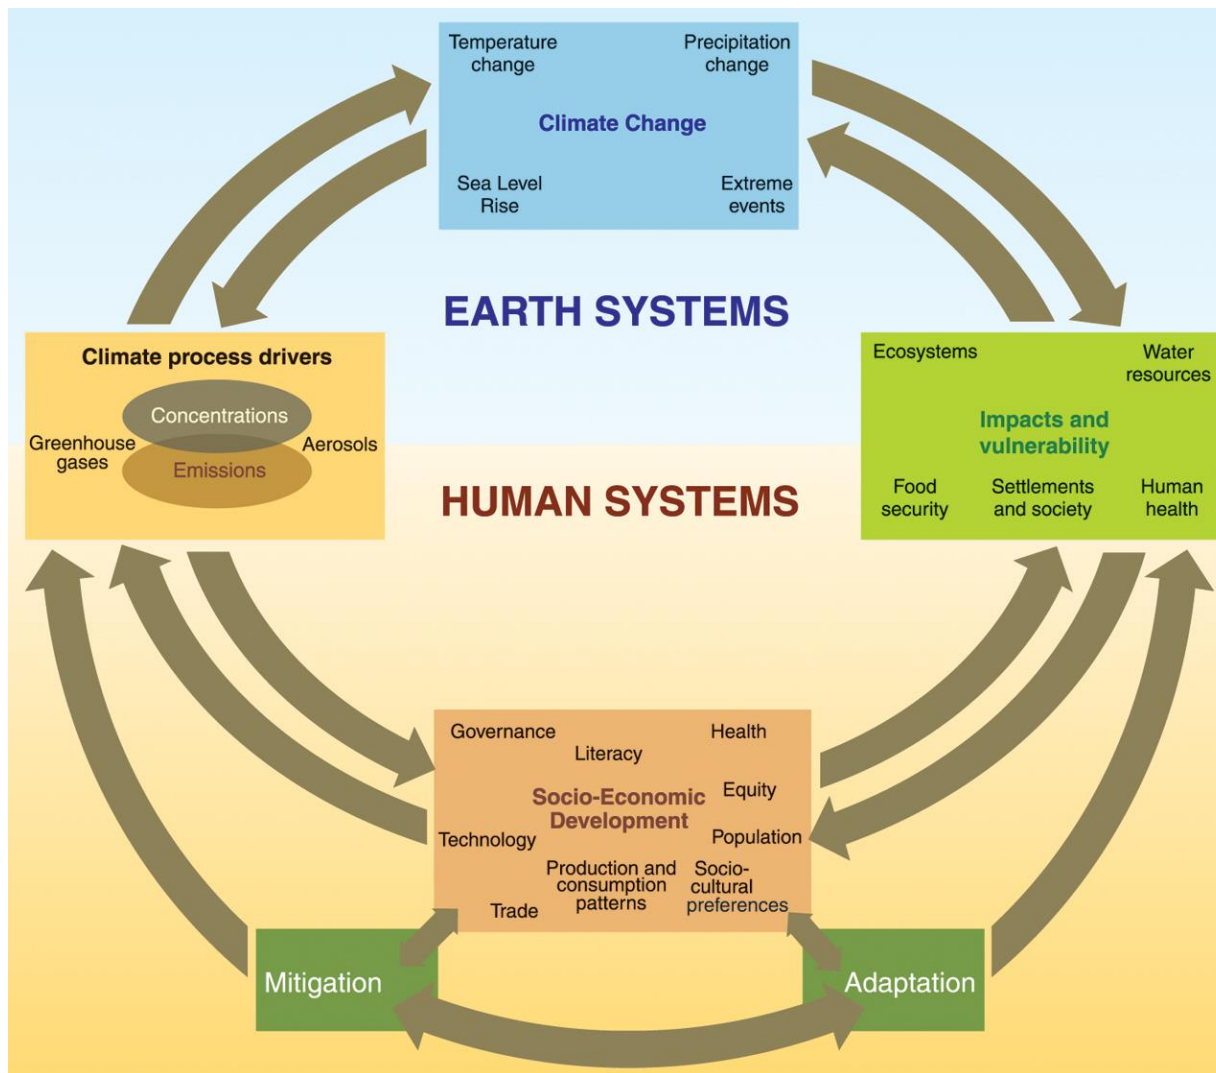 Temperature
change
Precipitation
change
Climate Change
Sea Level
Rise
Extreme
events
EARTH SYSTEMS
Climate process drivers
Concentrations
Greenhouse
gases
Aerosols
Emissions
Ecosystems
Water
resources
Impacts and
vulnerability
Food
security
Settlements
and society
Human
health
HUMAN SYSTEMS
Governance
Literacy
Health
Socio-Economic
Development
Equity
Technology
Population
Production and
consumption
patterns
Socio-
cultural
preferences
Trade
Mitigation
Adaptation